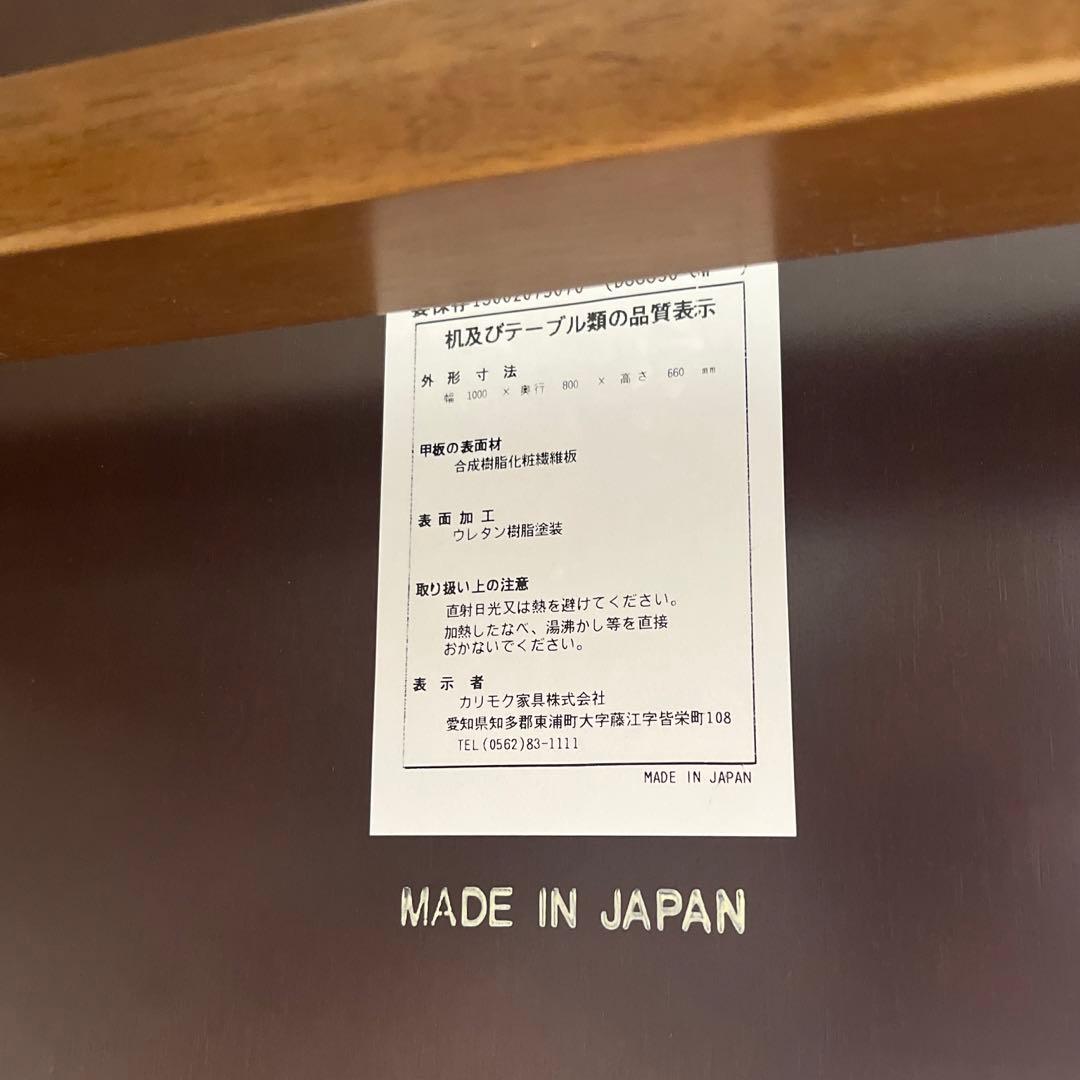 机及びテーブル類の品質表示
外形寸法
幅 1000 × 奥行 800 × 高さ 660 mm
甲板の表面材
合成樹脂化粧繊維板
表面加工
ウレタン樹脂塗装
取り扱い上の注意
直射日光又は熱を避けてください。
加熱したなべ、湯沸かし等を直接
おかないでください。
表示者
カリモク家具株式会社
愛知県知多郡東浦町大字藤江字皆栄町108
TEL(0562)83-1111
MADE IN JAPAN
MADE IN JAPAN